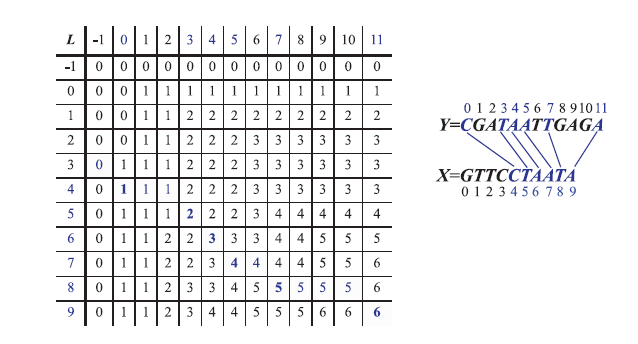 L -1 0 1 2 3 4 5 6 7 8 9 10 11
-1 0 0 0 0 0 0 0 0 0 0 0 0 0
0 0 0 1 1 1 1 1 1 1 1 1 1 1
1 0 0 1 1 2 2 2 2 2 2 2 2 2
2 0 0 1 1 2 2 2 3 3 3 3 3 3
3 0 1 1 1 2 2 2 3 3 3 3 3 3
4 0 1 1 1 2 2 2 3 3 3 3 3 3
5 0 1 1 1 2 2 2 3 4 4 4 4 4
6 0 1 1 2 2 3 3 3 4 4 5 5 5
7 0 1 1 2 2 3 4 4 4 4 5 5 6
8 0 1 1 2 3 3 4 5 5 5 5 5 6
9 0 1 1 2 3 4 4 5 5 5 6 6 6
0 1 2 3 4 5 6 7 8 9 10 11
Y=CGATAATTGAGA
X=GTTCCTAATA
0 1 2 3 4 5 6 7 8 9